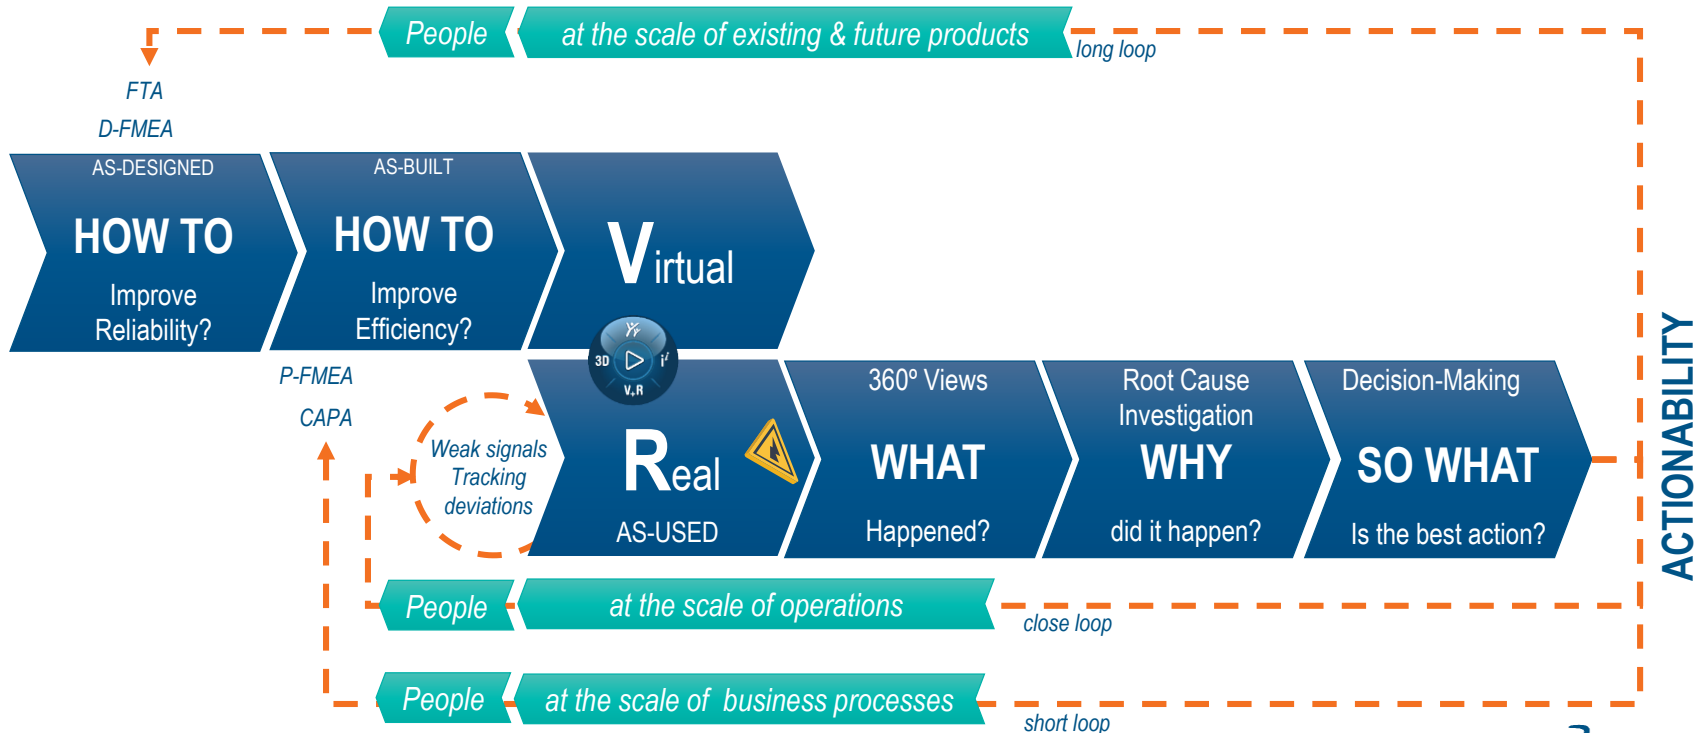 People
at the scale of existing & future products
long loop
FTA
D-FMEA
AS-DESIGNED
HOW TO
Improve
Reliability?
AS-BUILT
HOW TO
Improve
Efficiency?
Virtual
3D
V+R
P-FMEA
CAPA
Weak signals
Tracking
deviations
Real
AS-USED
360º Views
WHAT
Happened?
Root Cause
Investigation
WHY
did it happen?
Decision-Making
SO WHAT
Is the best action?
ACTIONABILITY
People
at the scale of operations
close loop
People
at the scale of business processes
short loop